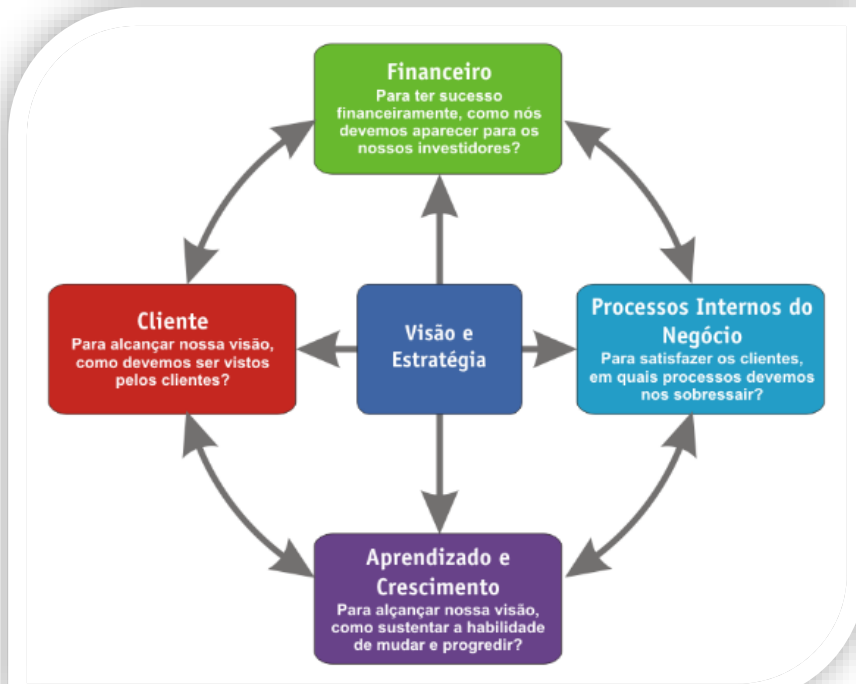 Financeiro
Para ter sucesso
financeiramente, como nós
devemos aparecer para os
nossos investidores?
Cliente
Para alcançar nossa visão,
como devemos ser vistos
pelos clientes?
Visão e
Estratégia
Processos Internos do
Negócio
Para satisfazer os clientes,
em quais processos devemos
nos sobressair?
Aprendizado e
Crescimento
Para alçançar nossa visão,
como sustentar a habilidade
de mudar e progredir?